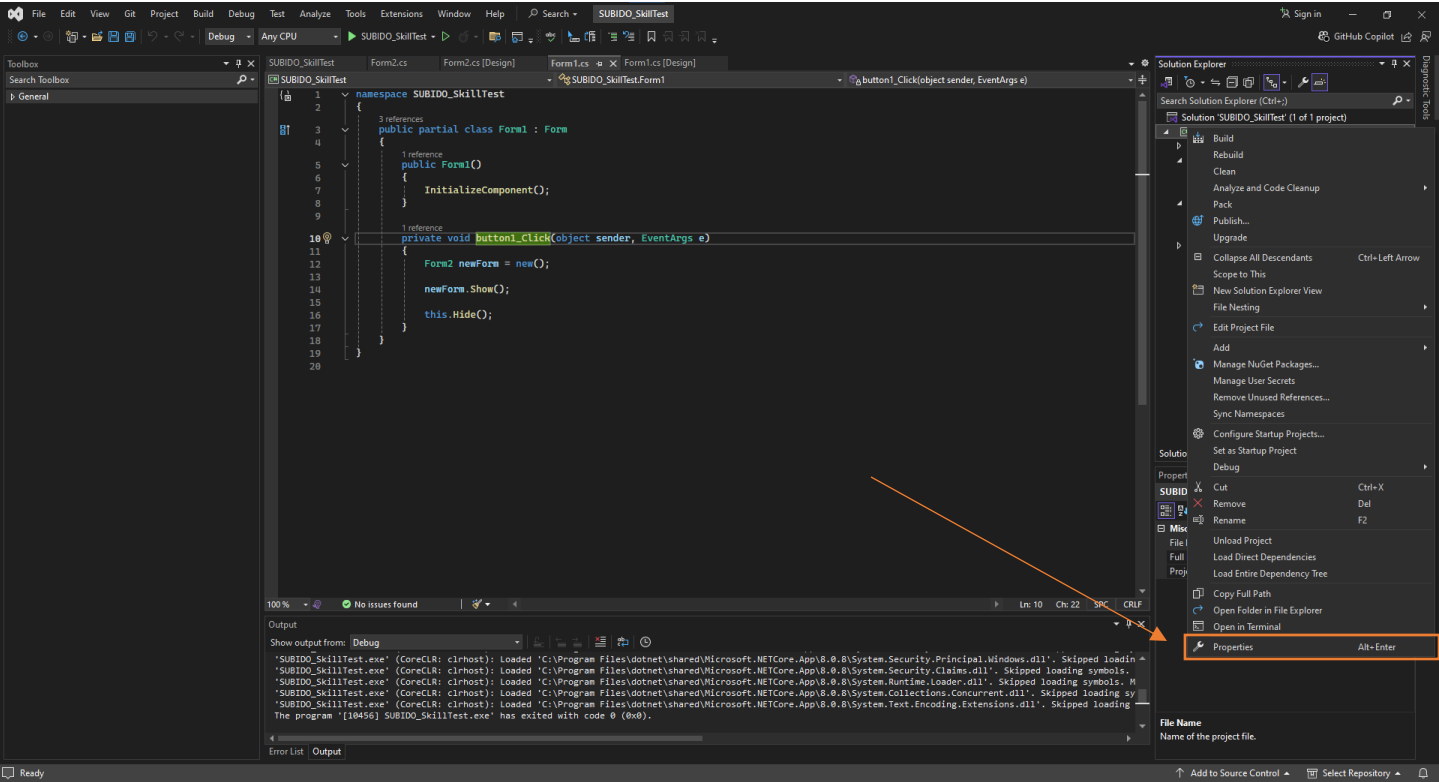 File Edit View Git Project Build Debug Test Analyze Tools Extensions Window Help Search SUBIDO_SkillTest Sign in
Debug Any CPU SUBIDO_SkillTest GitHub Copilot
Toolbox
Search Toolbox
General
SUBIDO_SkillTest Form2.cs Form2.cs [Design] Form1.cs Form1.cs [Design]
SUBIDO_SkillTest SUBIDO_SkillTest.Form1 button1_Click(object sender, EventArgs e)
1 namespace SUBIDO_SkillTest
2 {
3 references
3 public partial class Form1 : Form
4 {
1 reference
5 public Form1()
6 {
7 InitializeComponent();
8 }
9
1 reference
10 private void button1_Click(object sender, EventArgs e)
11 {
12 Form2 newForm = new();
13
14 newForm.Show();
15
16 this.Hide();
17 }
18 }
19 }
20
100 % No issues found Ln: 10 Ch: 22 SPC CRLF
Output
Show output from: Debug
'SUBIDO_SkillTest.exe' (CoreCLR: clrhost): Loaded 'C:\Program Files\dotnet\shared\Microsoft.NETCore.App\8.0.8\System.Security.Principal.Windows.dll'. Skipped loadin
'SUBIDO_SkillTest.exe' (CoreCLR: clrhost): Loaded 'C:\Program Files\dotnet\shared\Microsoft.NETCore.App\8.0.8\System.Security.Claims.dll'. Skipped loading symbols.
'SUBIDO_SkillTest.exe' (CoreCLR: clrhost): Loaded 'C:\Program Files\dotnet\shared\Microsoft.NETCore.App\8.0.8\System.Runtime.Loader.dll'. Skipped loading symbols. M
'SUBIDO_SkillTest.exe' (CoreCLR: clrhost): Loaded 'C:\Program Files\dotnet\shared\Microsoft.NETCore.App\8.0.8\System.Collections.Concurrent.dll'. Skipped loading sy
'SUBIDO_SkillTest.exe' (CoreCLR: clrhost): Loaded 'C:\Program Files\dotnet\shared\Microsoft.NETCore.App\8.0.8\System.Text.Encoding.Extensions.dll'. Skipped loading
The program '[10456] SUBIDO_SkillTest.exe' has exited with code 0 (0x0).
Error List Output
Solution Explorer
Search Solution Explorer (Ctrl+;)
Solution 'SUBIDO_SkillTest' (1 of 1 project)
Build
Rebuild
Clean
Analyze and Code Cleanup
Pack
Publish...
Upgrade
Collapse All Descendants Ctrl+Left Arrow
Scope to This
New Solution Explorer View
File Nesting
Edit Project File
Add
Manage NuGet Packages...
Manage User Secrets
Remove Unused References...
Sync Namespaces
Configure Startup Projects...
Set as Startup Project
Debug
Cut Ctrl+X
Remove Del
Rename F2
Unload Project
Load Direct Dependencies
Load Entire Dependency Tree
Copy Full Path
Open Folder in File Explorer
Open in Terminal
Properties Alt+Enter
Solutio
Propert
SUBID
Misc
File
Full
Proje
File Name
Name of the project file.
Diagnostic Tools
Ready Add to Source Control Select Repository